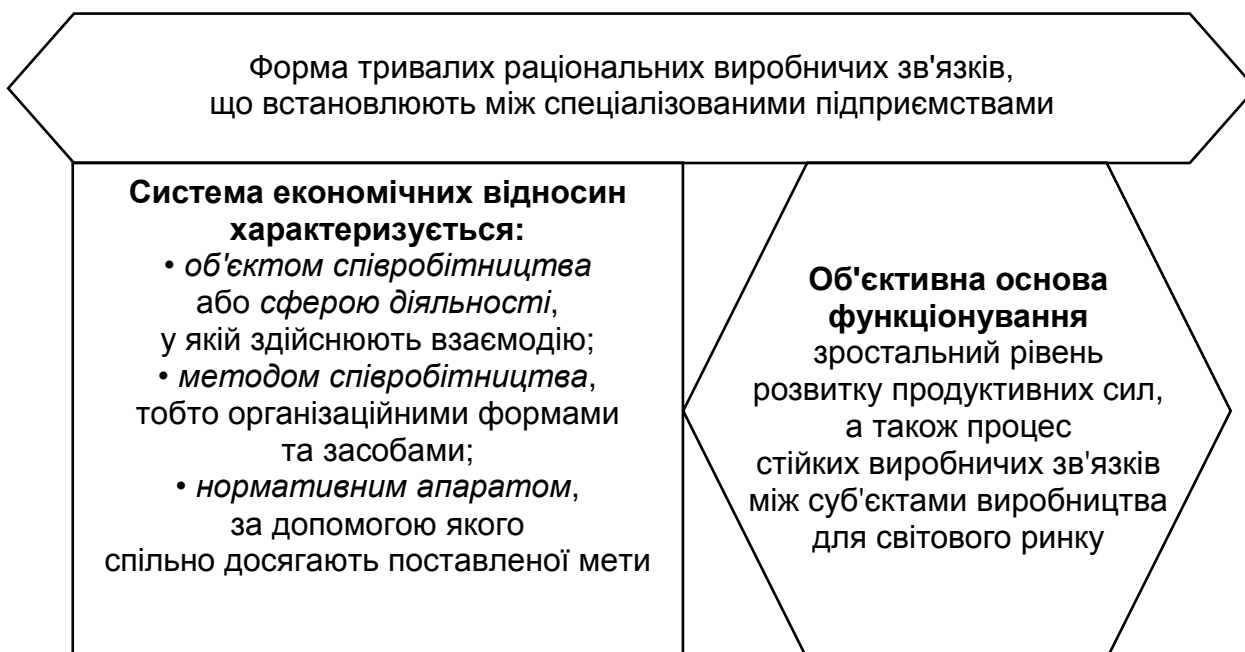 Форма тривалих раціональних виробничих зв'язків,
що встановлюють між спеціалізованими підприємствами
Система економічних відносин
характеризується:
• об'єктом співробітництва
або сферою діяльності,
у якій здійснюють взаємодію;
• методом співробітництва,
тобто організаційними формами
та засобами;
• нормативним апаратом,
за допомогою якого
спільно досягають поставленої мети
Об'єктивна основа
функціонування
зростальний рівень
розвитку продуктивних сил,
а також процес
стійких виробничих зв'язків
між суб'єктами виробництва
для світового ринку